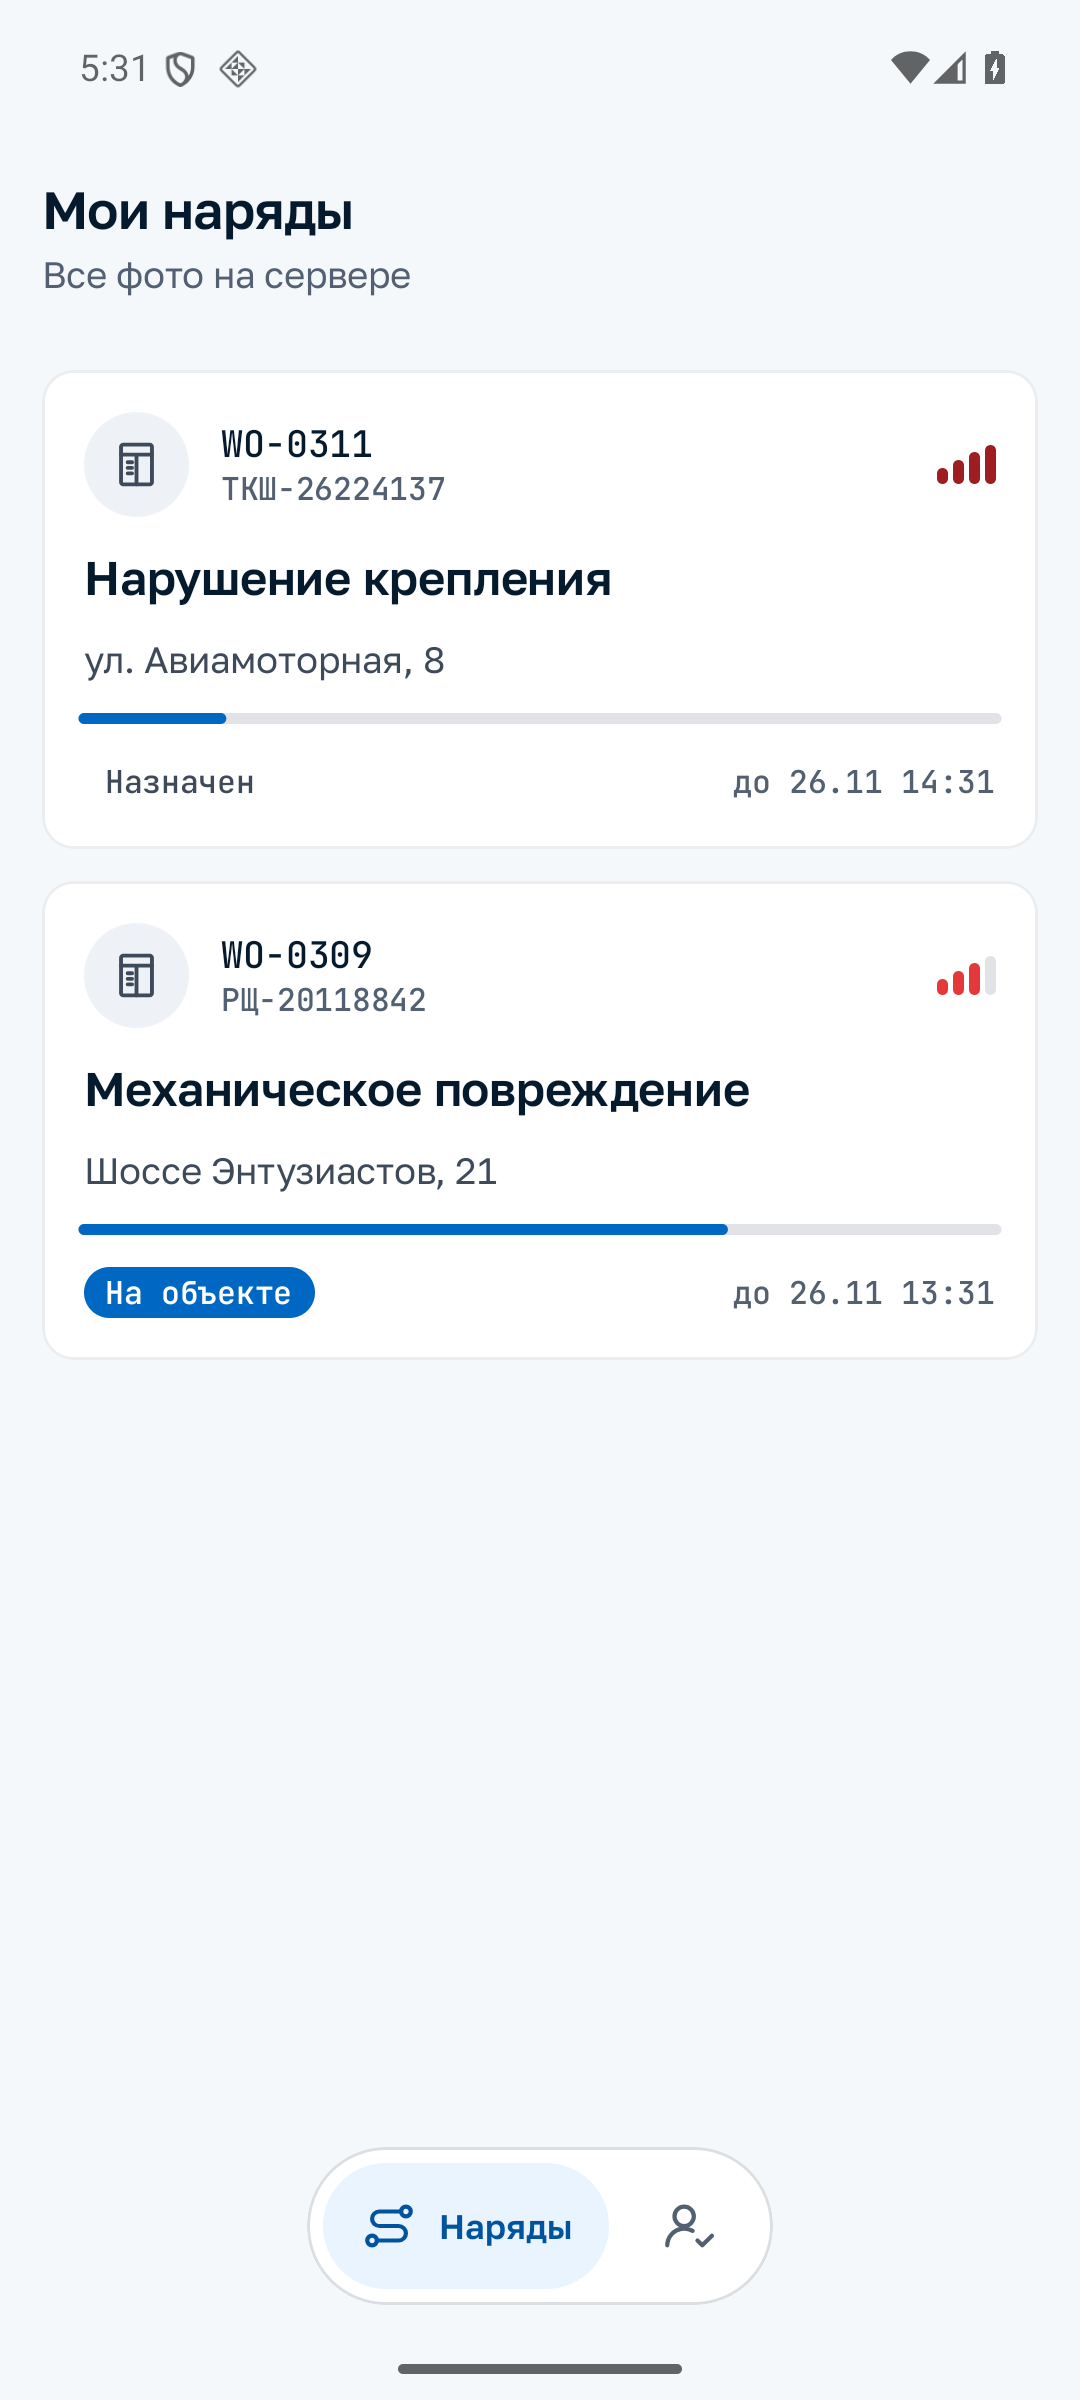 5:31
Мои наряды
Все фото на сервере
WO-0311
ТКШ-26224137
Нарушение крепления
ул. Авиамоторная, 8
Назначен
до 26.11 14:31
WO-0309
РЩ-20118842
Механическое повреждение
Шоссе Энтузиастов, 21
На объекте
до 26.11 13:31
Наряды